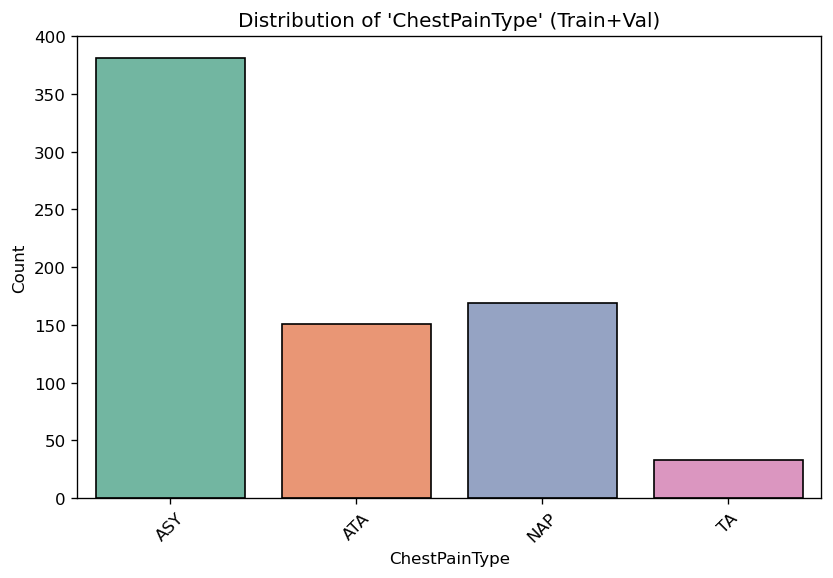 Distribution of 'ChestPainType' (Train+Val)
400
350
300
250
200
150
100
50
0
Count
ASY
ATA
NAP
TA
ChestPainType